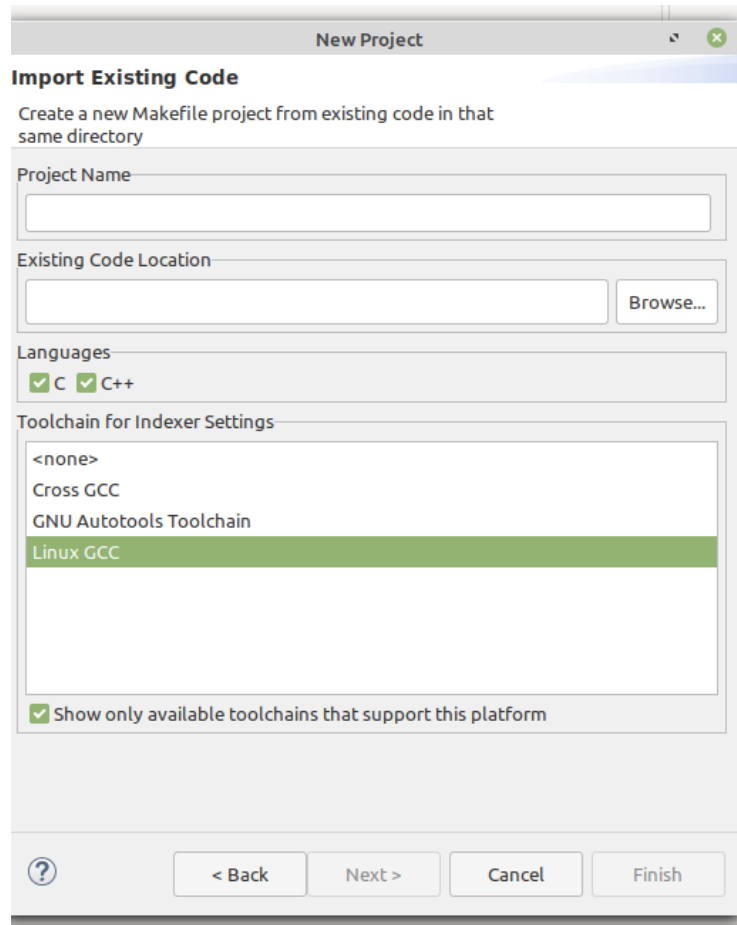 New Project
Import Existing Code
Create a new Makefile project from existing code in that
same directory
Project Name
Existing Code Location
Browse...
Languages
C C++
Toolchain for Indexer Settings
<none>
Cross GCC
GNU Autotools Toolchain
Linux GCC
Show only available toolchains that support this platform
? < Back Next > Cancel Finish